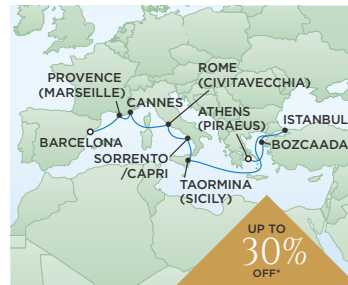 PROVENCE
(MARSEILLE)
CANNES
ROME
(CIVITAVECCHIA)
ATHENS
(PIRAEUS)
ISTANBUL
BOZCAADA
BARCELONA
SORRENTO
/CAPRI
TAORMINA
(SICILY)
UP TO
30%
OFF*